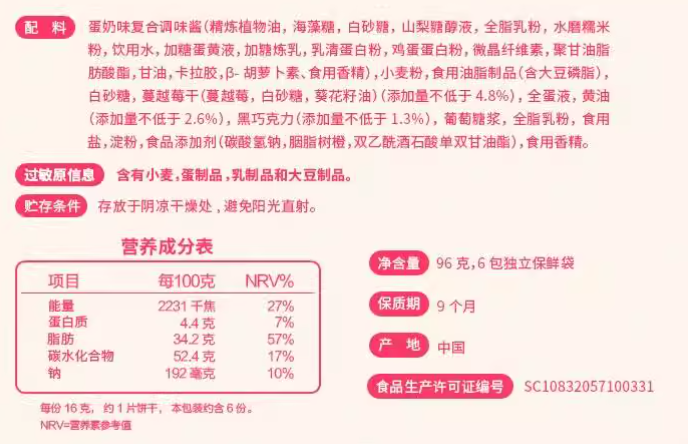 配 料 蛋奶味复合调味酱(精炼植物油，海藻糖，白砂糖，山梨糖醇液，全脂乳粉，水磨糯米
粉，饮用水，加糖蛋黄液，加糖炼乳，乳清蛋白粉，鸡蛋蛋白粉，微晶纤维素，聚甘油脂
肪酸酯，甘油，卡拉胶，β-胡萝卜素、食用香精)，小麦粉，食用油脂制品(含大豆磷脂)，
白砂糖，蔓越莓干(蔓越莓，白砂糖，葵花籽油)(添加量不低于4.8%)，全蛋液，黄油
(添加量不低于2.6%)，黑巧克力(添加量不低于1.3%)，葡萄糖浆，全脂乳粉，食用
盐，淀粉，食品添加剂(碳酸氢钠，胭脂树橙，双乙酰酒石酸单双甘油酯)，食用香精。
过敏原信息 含有小麦，蛋制品，乳制品和大豆制品。
贮存条件 存放于阴凉干燥处，避免阳光直射。
营养成分表
项目 每100克 NRV%
能量 2231千焦 27%
蛋白质 4.4克 7%
脂肪 34.2克 57%
碳水化合物 52.4克 17%
钠 192毫克 10%
每份16克，约1片饼干，本包装约含6份。
NRV=营养素参考值
净含量 96克，6包独立保鲜袋
保质期 9个月
产 地 中国
食品生产许可证编号 SC10832057100331